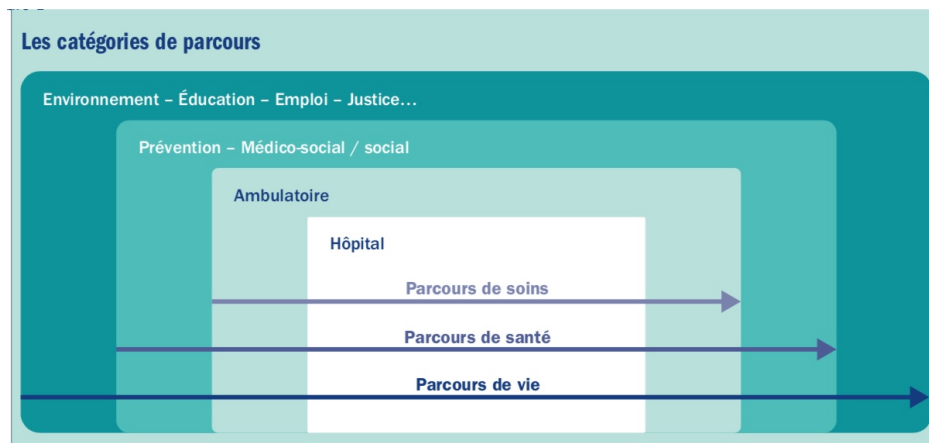 Les catégories de parcours
Environnement – Éducation – Emploi – Justice…
Prévention – Médico-social / social
Ambulatoire
Hôpital
Parcours de soins
Parcours de santé
Parcours de vie